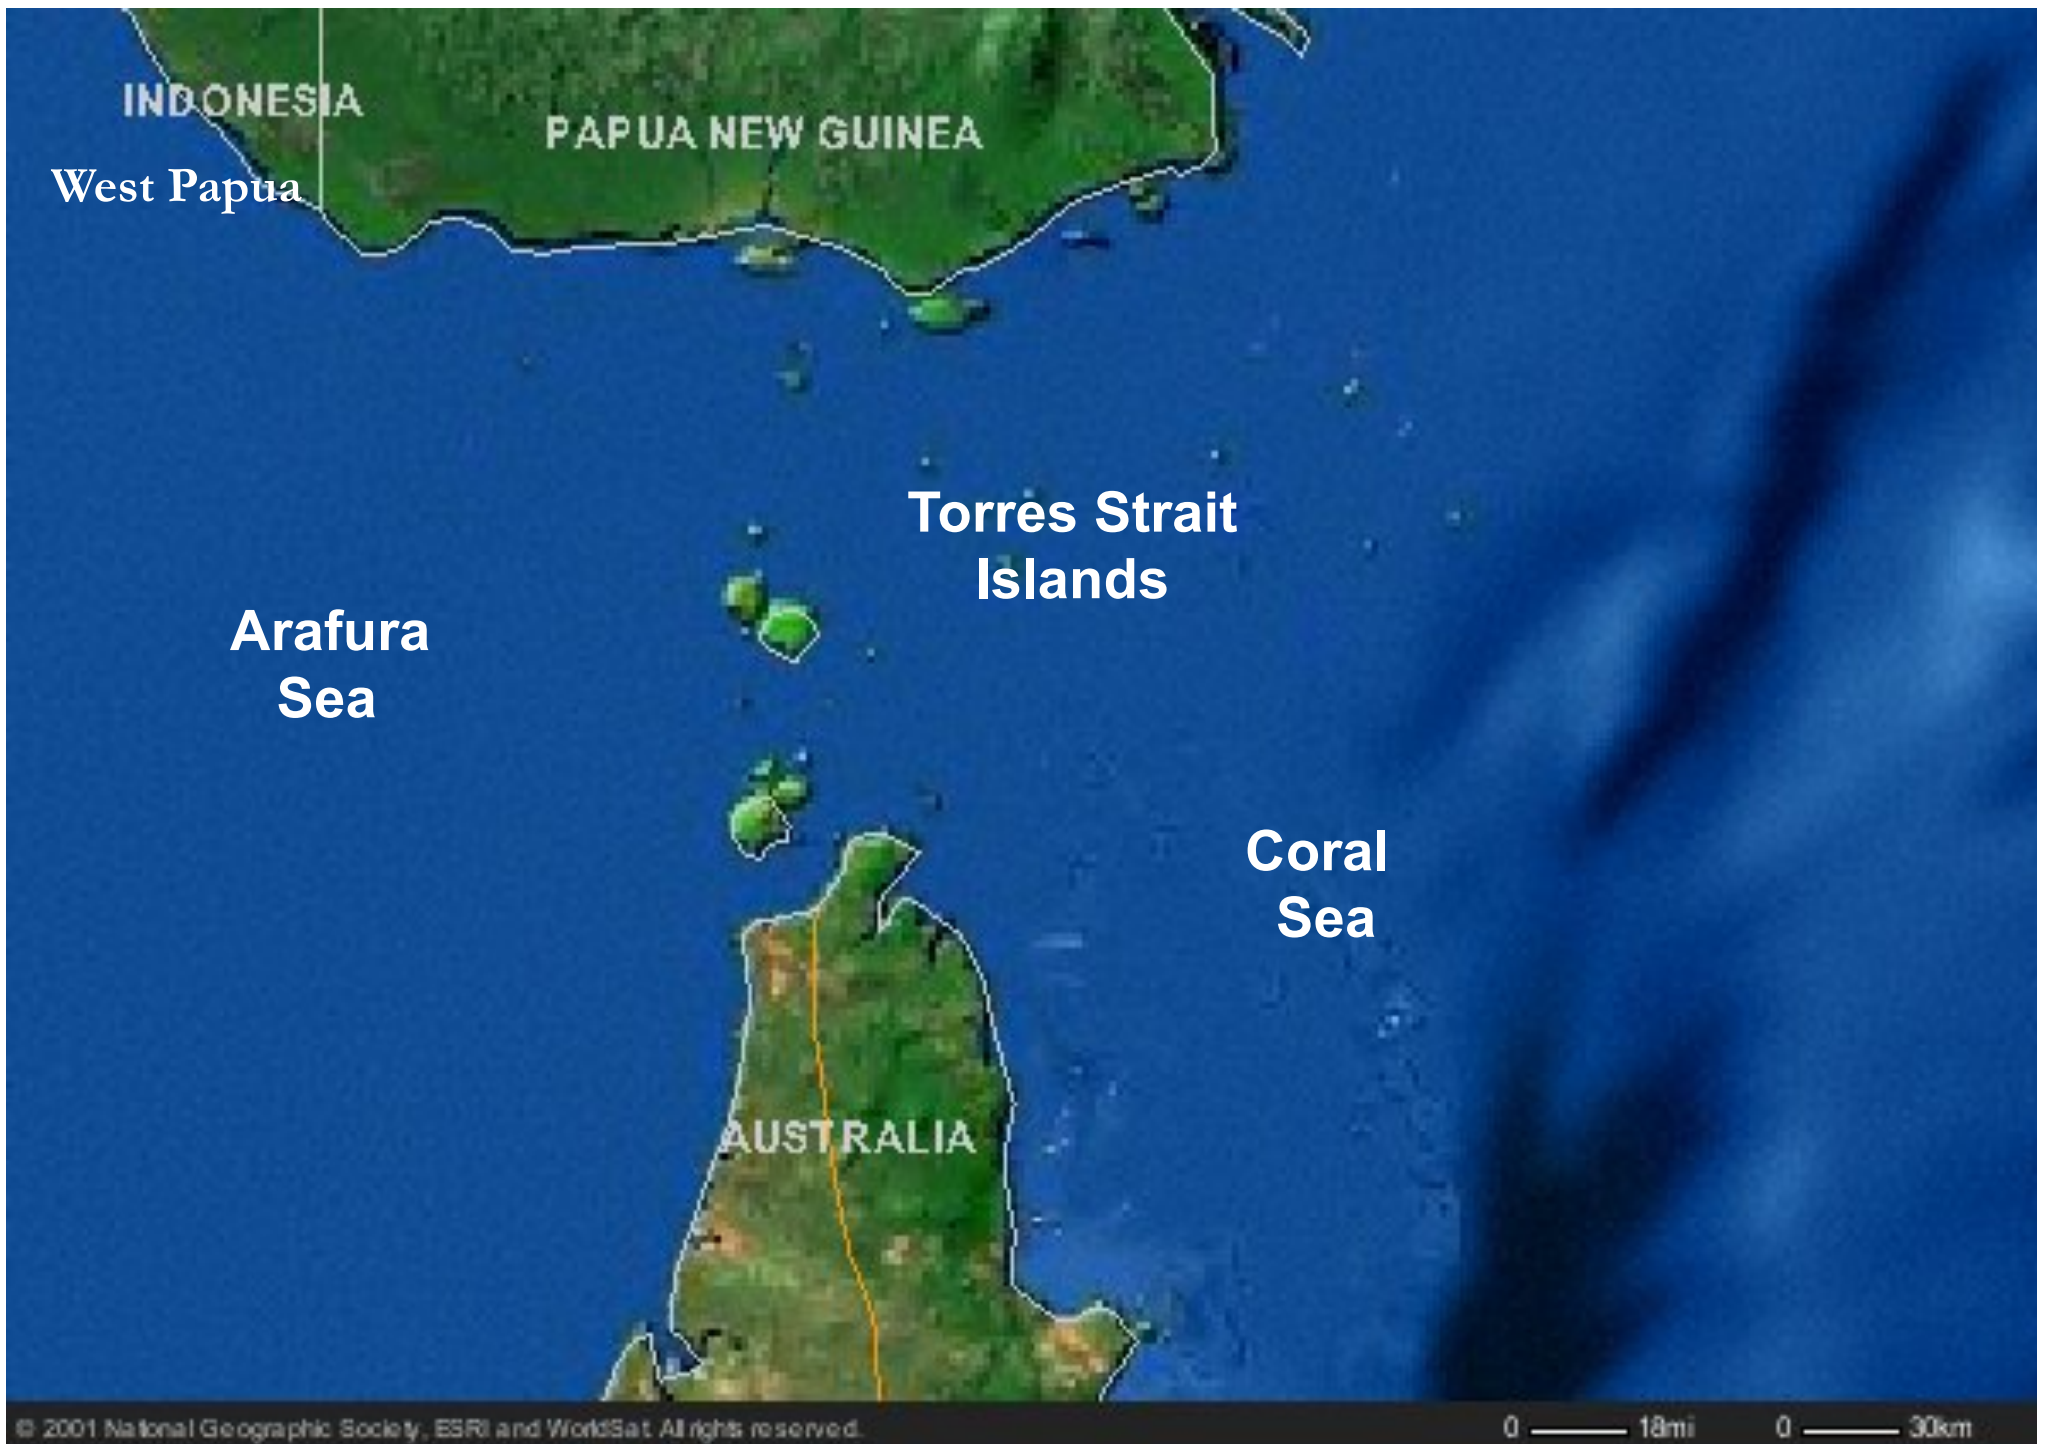 INDONESIA
PAPUA NEW GUINEA
West Papua
Torres Strait
Islands
Arafura
Sea
Coral
Sea
AUSTRALIA
© 2001 National Geographic Society, ESRI and WorldSat. All rights reserved.
0 18mi 0 30km